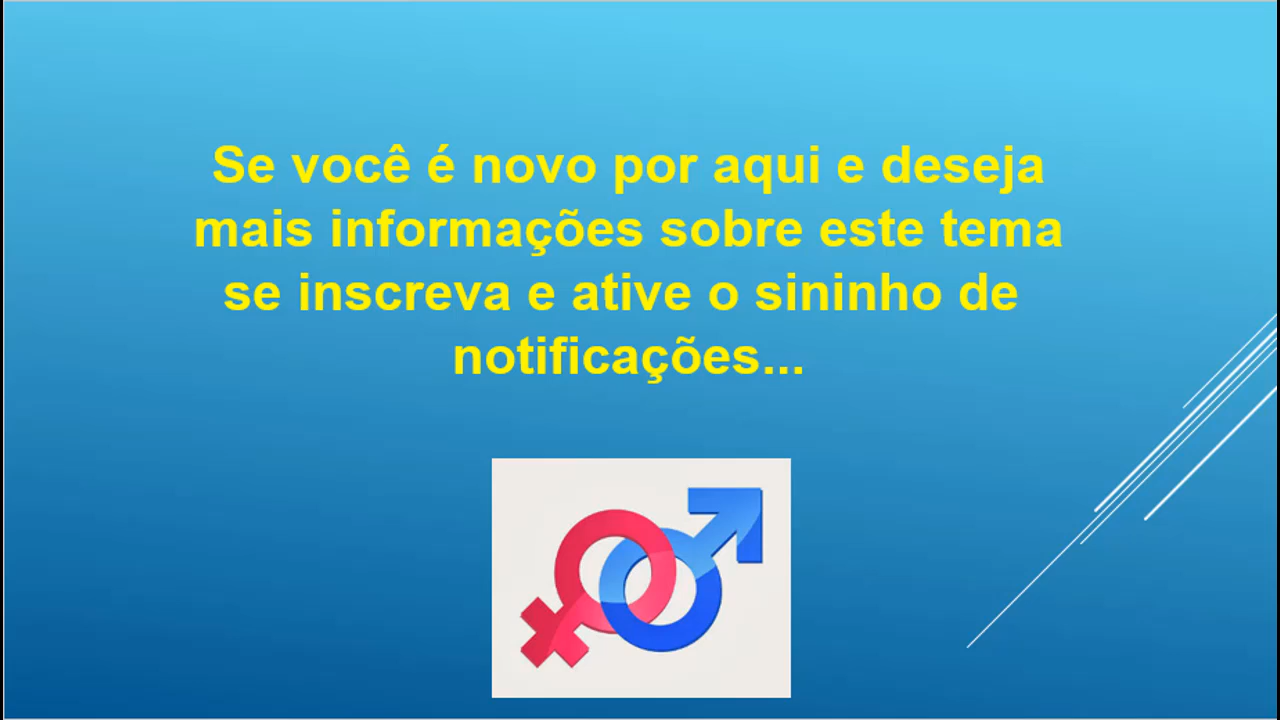 Se você é novo por aqui e deseja
mais informações sobre este tema
se inscreva e ative o sininho de
notificações...